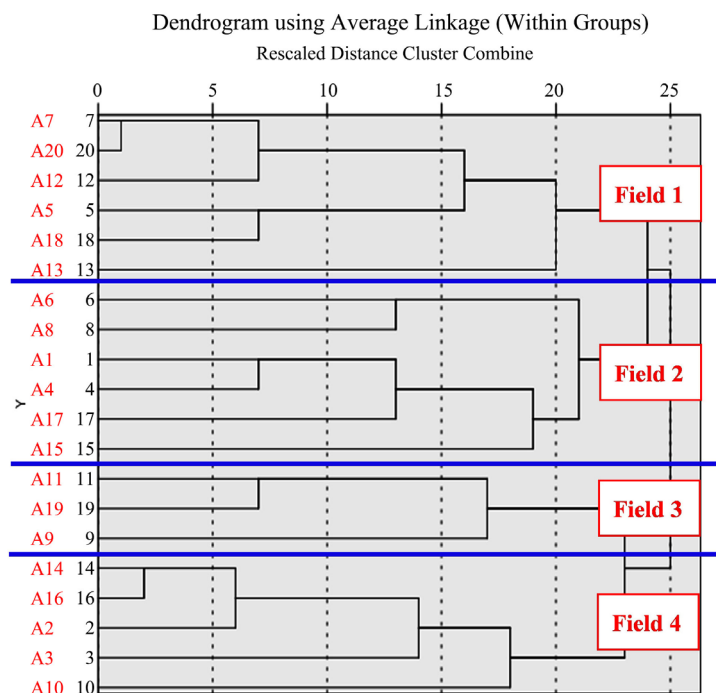 Dendrogram using Average Linkage (Within Groups)
Rescaled Distance Cluster Combine
0 5 10 15 20 25
A7 7
A20 20
A12 12
A5 5
Field 1
A18 18
A13 13
A6 6
A8 8
A1 1
Field 2
A4 4
Y
A17 17
A15 15
A11 11
A19 19
Field 3
A9 9
A14 14
A16 16
A2 2
Field 4
A3 3
A10 10